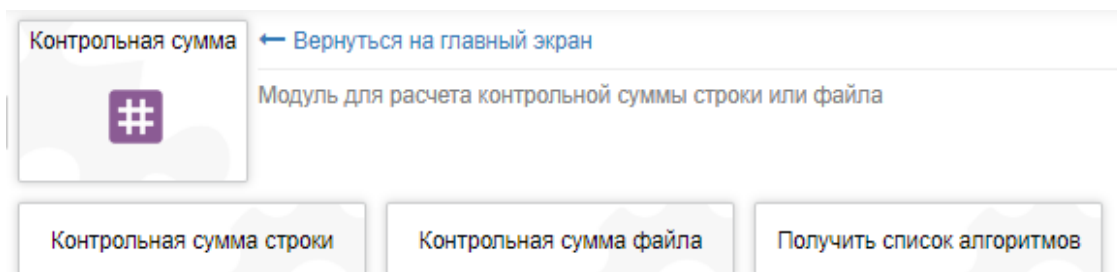 Контрольная сумма
← Вернуться на главный экран
Модуль для расчета контрольной суммы строки или файла
#
Контрольная сумма строки
Контрольная сумма файла
Получить список алгоритмов